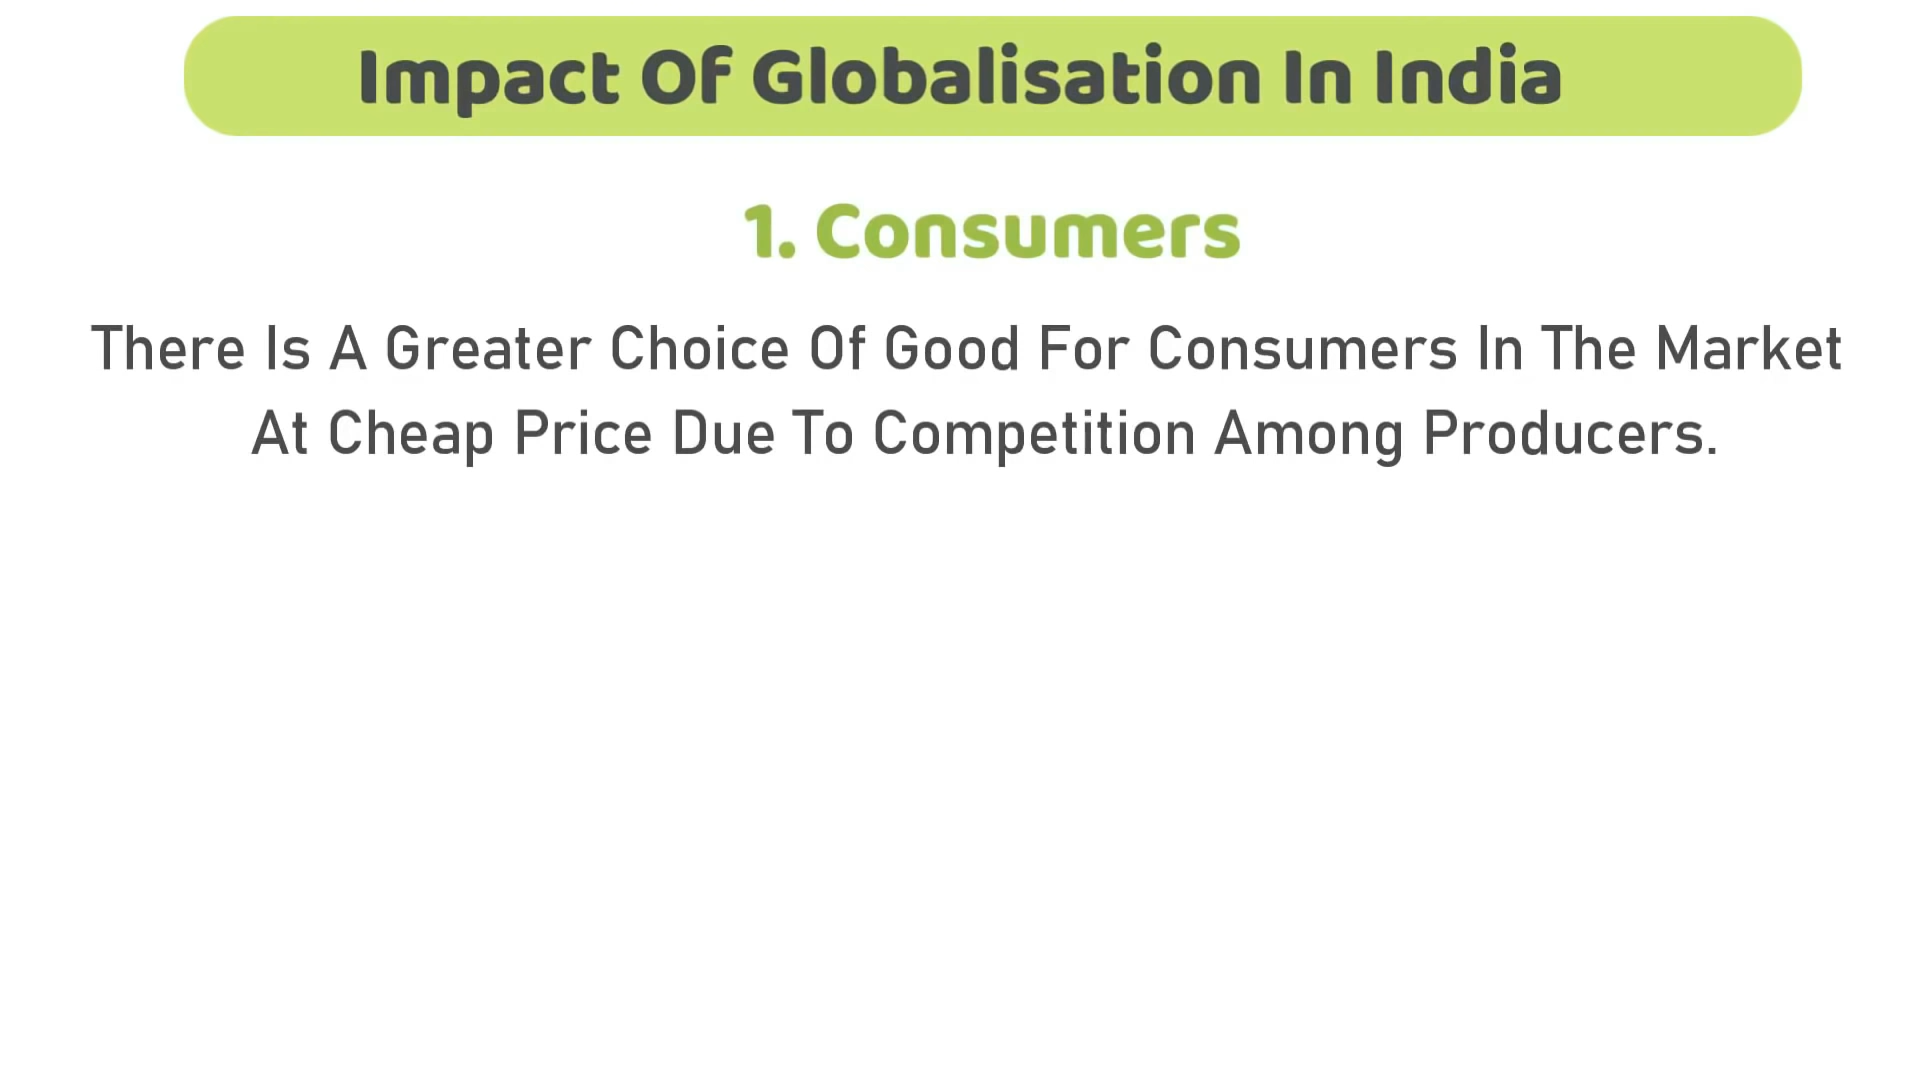 Impact Of Globalisation In India
1. Consumers
There Is A Greater Choice Of Good For Consumers In The Market
At Cheap Price Due To Competition Among Producers.